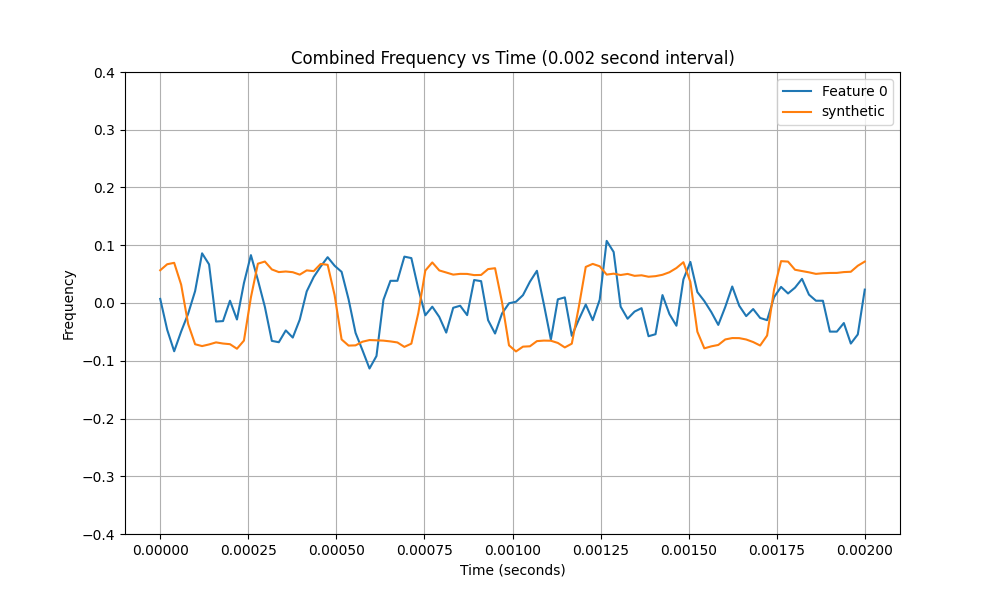 Combined Frequency vs Time (0.002 second interval)
Feature 0
synthetic
0.4
0.3
0.2
0.1
0.0
−0.1
−0.2
−0.3
−0.4
Frequency
0.00000 0.00025 0.00050 0.00075 0.00100 0.00125 0.00150 0.00175 0.00200
Time (seconds)